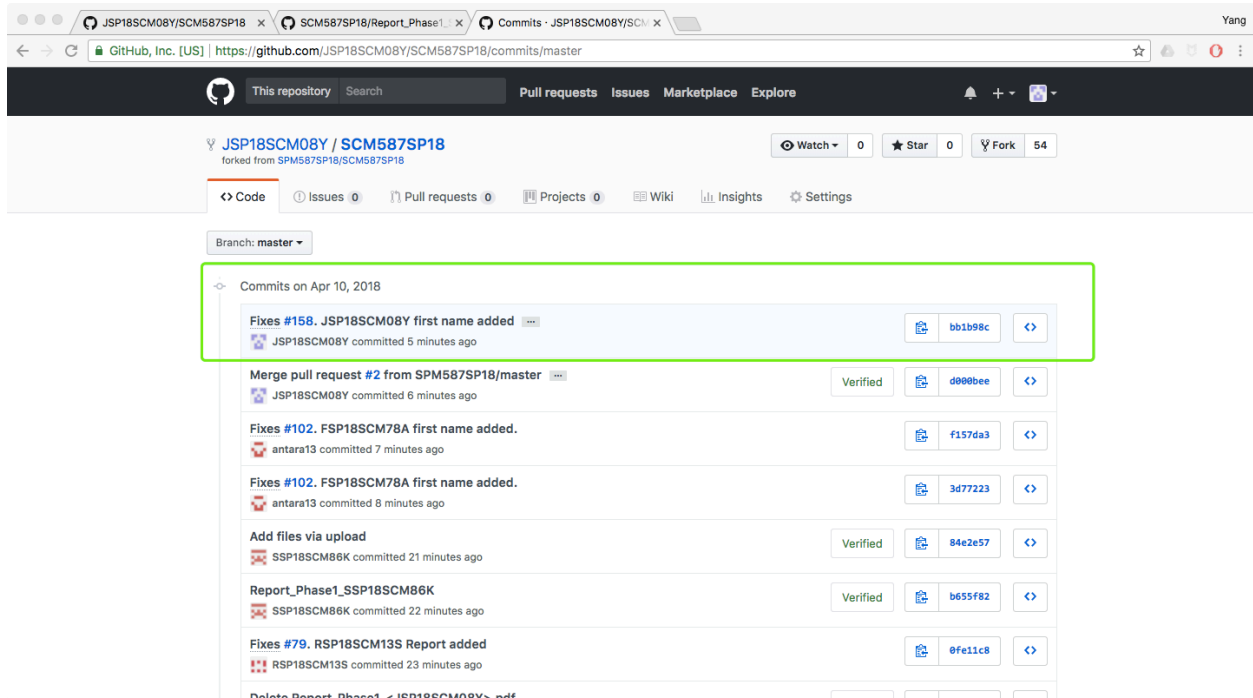 JSP18SCM08Y/SCM587SP18
SCM587SP18/Report_Phase1_
Commits · JSP18SCM08Y/SCM
Yang
GitHub, Inc. [US] | https://github.com/JSP18SCM08Y/SCM587SP18/commits/master
This repository Search Pull requests Issues Marketplace Explore
JSP18SCM08Y / SCM587SP18
forked from SPM587SP18/SCM587SP18
Watch 0 Star 0 Fork 54
Code Issues 0 Pull requests 0 Projects 0 Wiki Insights Settings
Branch: master
Commits on Apr 10, 2018
Fixes #158. JSP18SCM08Y first name added …
JSP18SCM08Y committed 5 minutes ago
bb1b98c
Merge pull request #2 from SPM587SP18/master …
JSP18SCM08Y committed 6 minutes ago
Verified d000bee
Fixes #102. FSP18SCM78A first name added.
antara13 committed 7 minutes ago
f157da3
Fixes #102. FSP18SCM78A first name added.
antara13 committed 8 minutes ago
3d77223
Add files via upload
SSP18SCM86K committed 21 minutes ago
Verified 84e2e57
Report_Phase1_SSP18SCM86K
SSP18SCM86K committed 22 minutes ago
Verified b655f82
Fixes #79. RSP18SCM13S Report added
RSP18SCM13S committed 23 minutes ago
0fe11c8
Delete Report_Phase1_<JSP18SCM08Y>.pdf